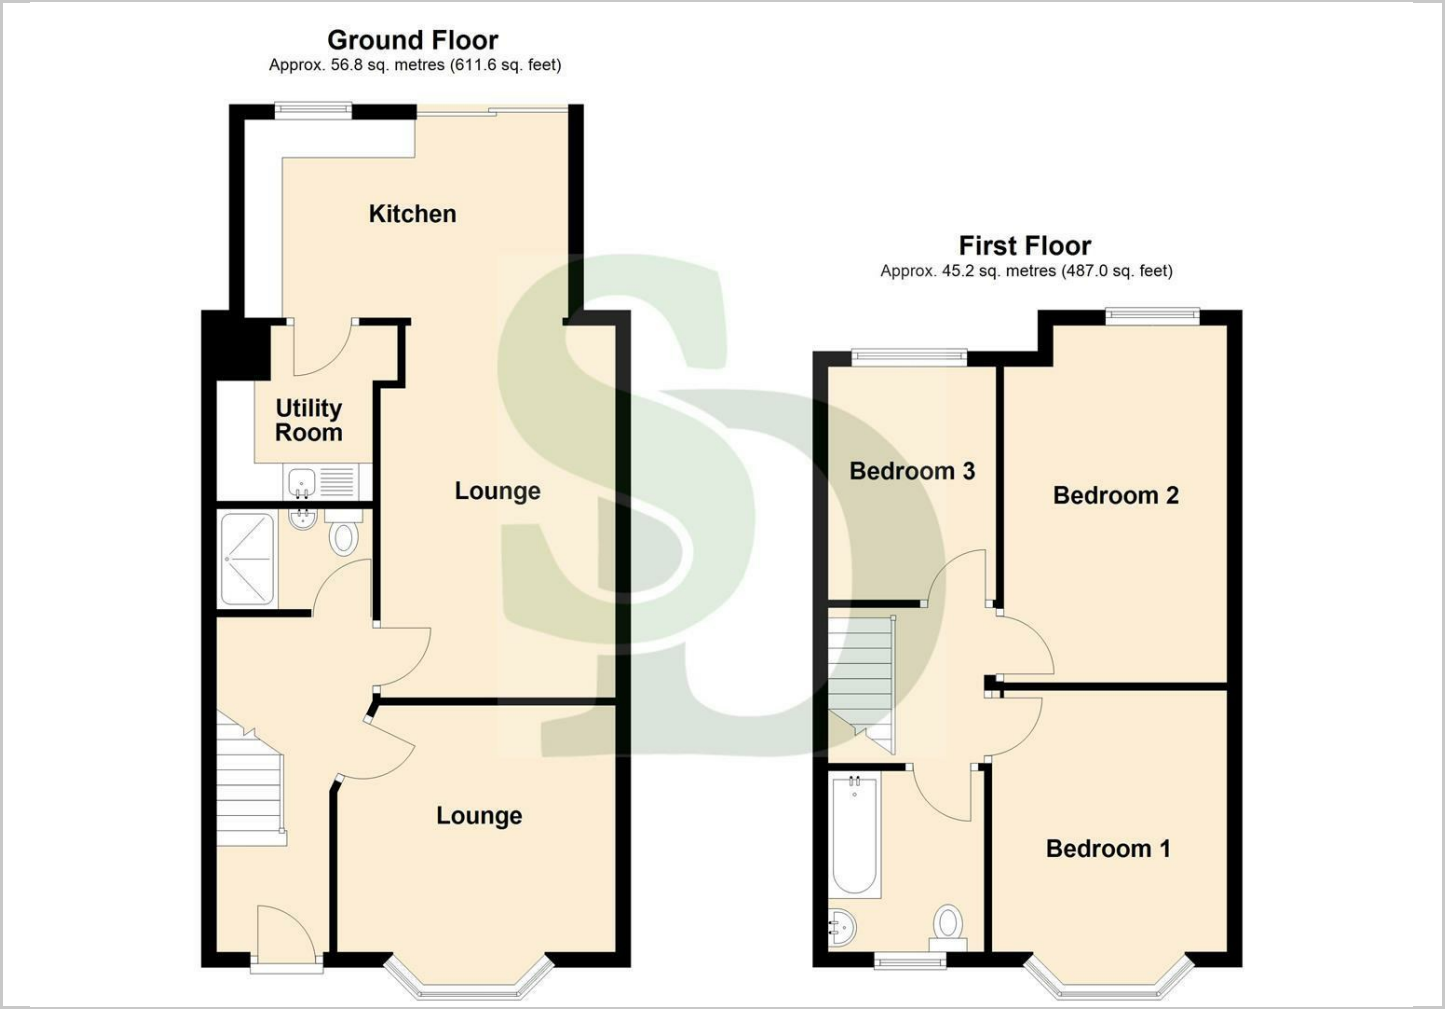 Ground Floor
Approx. 56.8 sq. metres (611.6 sq. feet)
Kitchen
Utility
Room
Lounge
Lounge
First Floor
Approx. 45.2 sq. metres (487.0 sq. feet)
Bedroom 3
Bedroom 2
Bedroom 1
SD